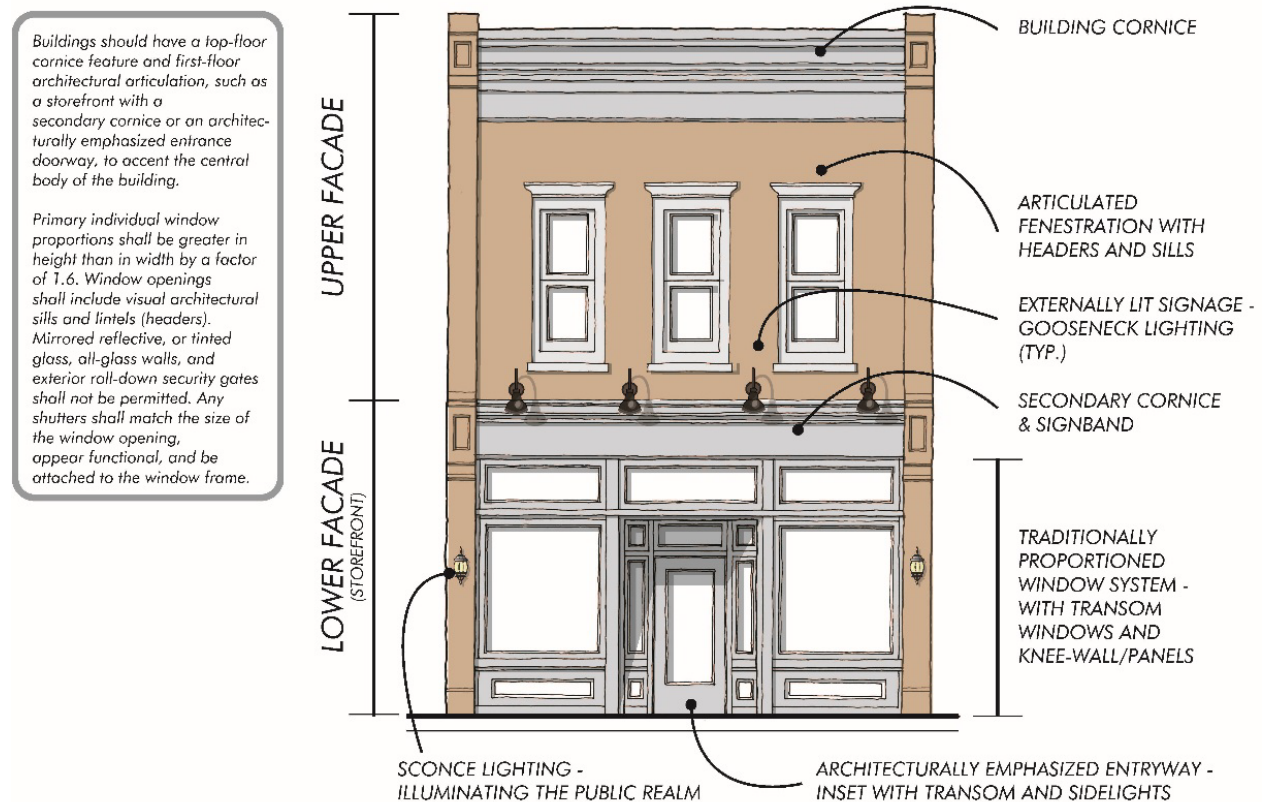 Buildings should have a top-floor
cornice feature and first-floor
architectural articulation, such as
a storefront with a
secondary cornice or an architec-
turally emphasized entrance
doorway, to accent the central
body of the building.
Primary individual window
proportions shall be greater in
height than in width by a factor
of 1.6. Window openings
shall include visual architectural
sills and lintels (headers).
Mirrored reflective, or tinted
glass, all-glass walls, and
exterior roll-down security gates
shall not be permitted. Any
shutters shall match the size of
the window opening,
appear functional, and be
attached to the window frame.
UPPER FACADE
LOWER FACADE
(STOREFRONT)
BUILDING CORNICE
ARTICULATED
FENESTRATION WITH
HEADERS AND SILLS
EXTERNALLY LIT SIGNAGE -
GOOSENECK LIGHTING
(TYP.)
SECONDARY CORNICE
& SIGNBAND
TRADITIONALLY
PROPORTIONED
WINDOW SYSTEM -
WITH TRANSOM
WINDOWS AND
KNEE-WALL/PANELS
SCONCE LIGHTING -
ILLUMINATING THE PUBLIC REALM
ARCHITECTURALLY EMPHASIZED ENTRYWAY -
INSET WITH TRANSOM AND SIDELIGHTS